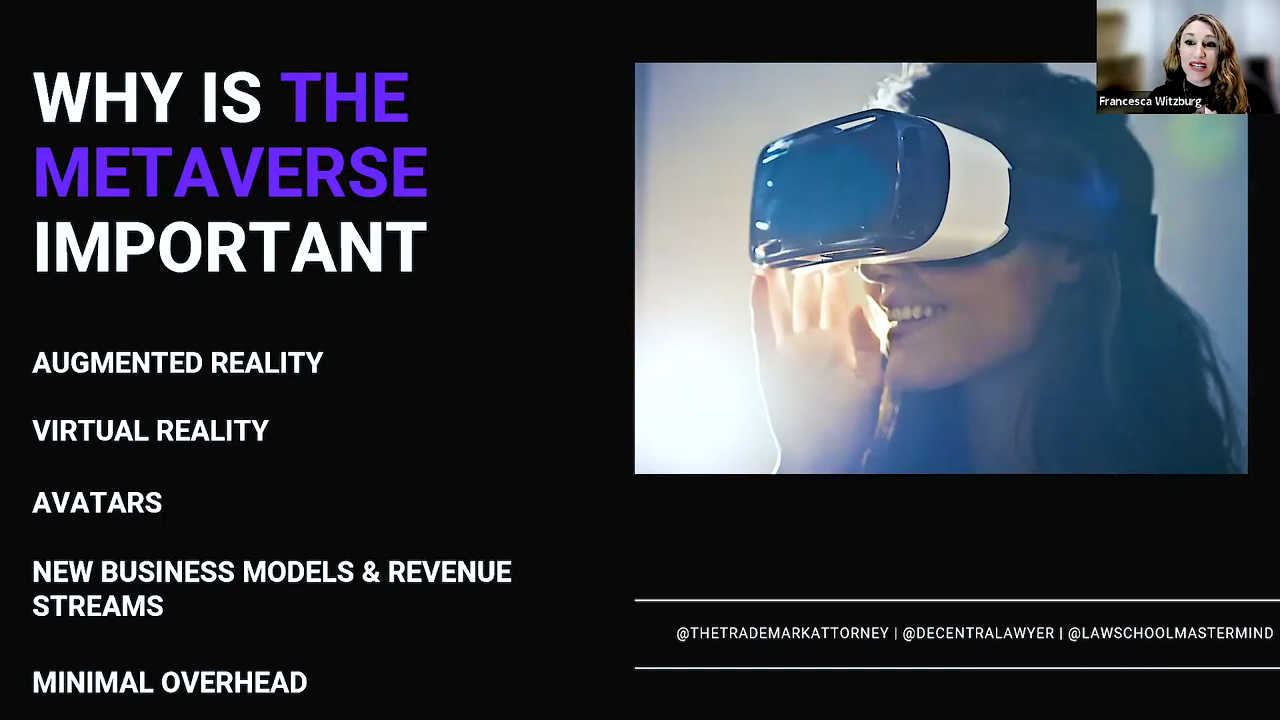 WHY IS THE
METAVERSE
IMPORTANT
AUGMENTED REALITY
VIRTUAL REALITY
AVATARS
NEW BUSINESS MODELS & REVENUE
STREAMS
MINIMAL OVERHEAD
Francesca Witzburg
@THETRADEMARKATTORNEY | @DECENTRALAWYER | @LAWSCHOOLMASTERMIND